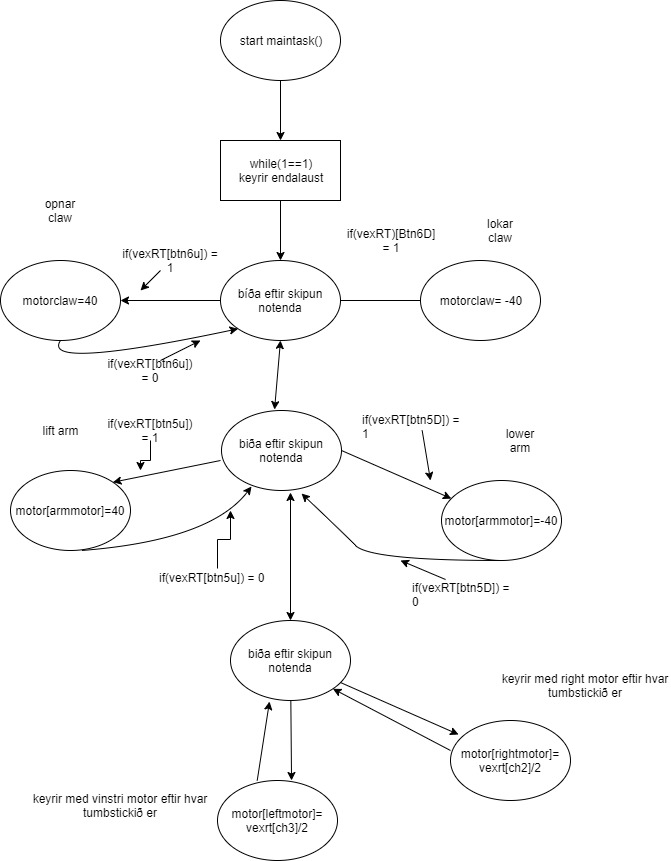 start maintask()
while(1==1)
keyrir endalaust
opnar
claw
if(vexRT[btn6u]) =
1
if(vexRT)[Btn6D]
= 1
lokar
claw
motorclaw=40
bíða eftir skipun
notenda
motorclaw= -40
if(vexRT[btn6u])
= 0
lift arm
if(vexRT[btn5u])
= 1
if(vexRT[btn5D]) =
1
lower
arm
biða eftir skipun
notenda
motor[armmotor]=40
motor[armmotor]=-40
if(vexRT[btn5u]) = 0
if(vexRT[btn5D]) =
0
biða eftir skipun
notenda
keyrir með right motor eftir hvar
tumbstickið er
motor[rightmotor]=
vexrt[ch2]/2
keyrir með vinstri motor eftir hvar
tumbstickið er
motor[leftmotor]=
vexrt[ch3]/2